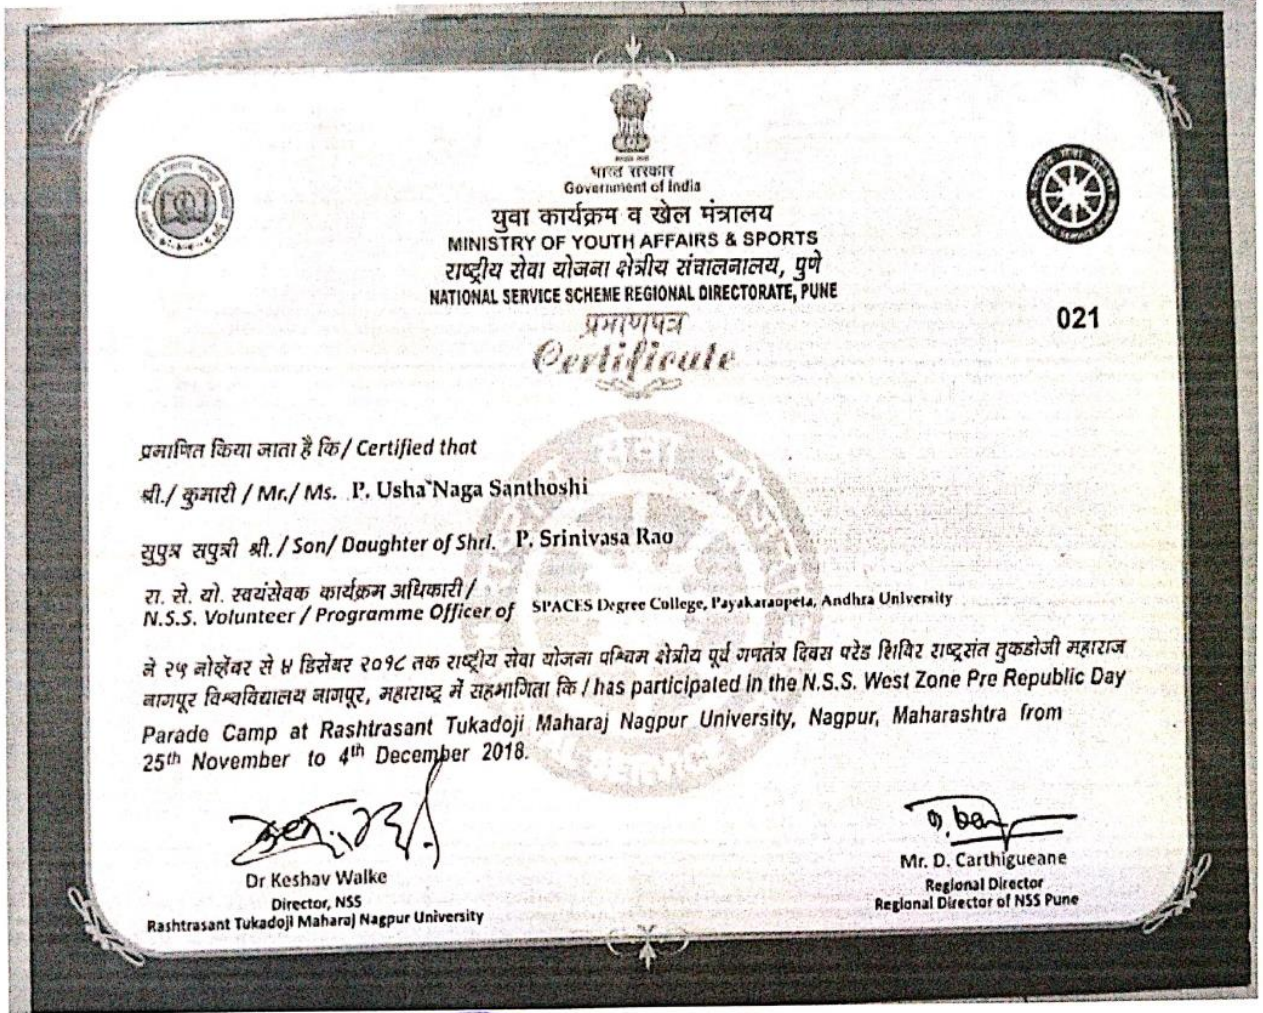 भारत सरकार
Government of India
युवा कार्यक्रम व खेल मंत्रालय
MINISTRY OF YOUTH AFFAIRS & SPORTS
राष्ट्रीय सेवा योजना क्षेत्रीय संचालनालय, पुणे
NATIONAL SERVICE SCHEME REGIONAL DIRECTORATE, PUNE
प्रमाणपत्र
021
Certificate
प्रमाणित किया जाता है कि / Certified that
श्री./ कुमारी / Mr./ Ms. P. Usha Naga Santhoshi
सुपुत्र सपुत्री श्री. / Son/ Daughter of Shri. P. Srinivasa Rao
रा. से. यो. स्वयंसेवक कार्यक्रम अधिकारी /
N.S.S. Volunteer / Programme Officer of SPACES Degree College, Payakaraopeta, Andhra University
ने २५ नोव्हेंबर से ४ डिसेंबर २०१८ तक राष्ट्रीय सेवा योजना पश्चिम क्षेत्रीय पूर्व गणतंत्र दिवस परेड शिविर राष्ट्रसंत तुकडोजी महाराज
नागपूर विश्वविद्यालय नागपूर, महाराष्ट्र में सहभागिता कि / has participated in the N.S.S. West Zone Pre Republic Day
Parade Camp at Rashtrasant Tukadoji Maharaj Nagpur University, Nagpur, Maharashtra from
25th November to 4th December 2018.
Dr Keshav Walke
Director, NSS
Rashtrasant Tukadoji Maharaj Nagpur University
Mr. D. Carthigueane
Regional Director
Regional Director of NSS Pune